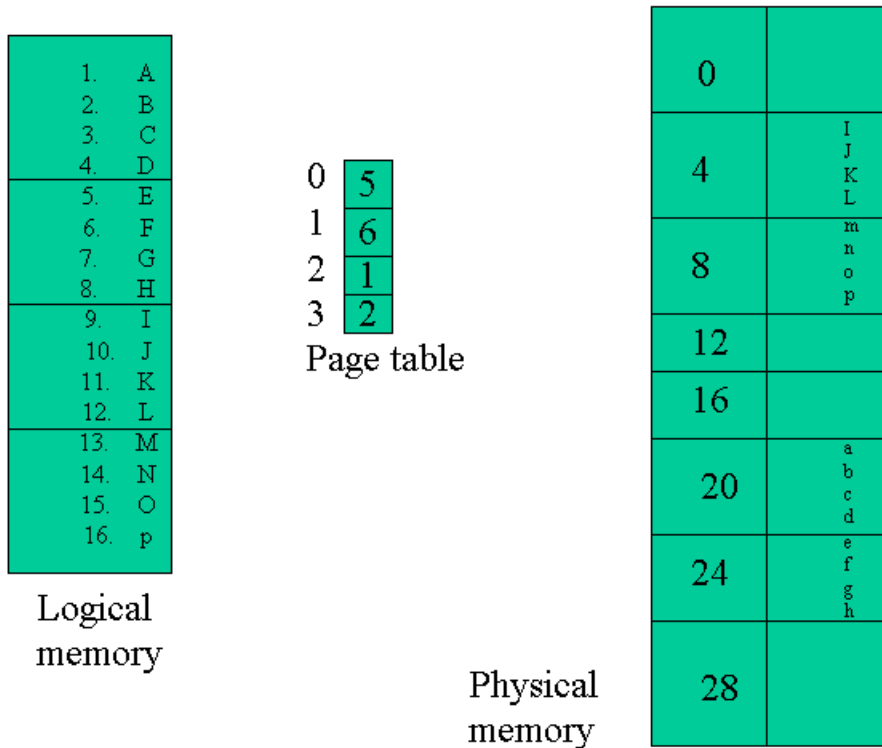 1. A
2. B
3. C
4. D
5. E
6. F
7. G
8. H
9. I
10. J
11. K
12. L
13. M
14. N
15. O
16. p
Logical
memory
0 5
1 6
2 1
3 2
Page table
0
4
I
J
K
L
8
m
n
o
p
12
16
20
a
b
c
d
24
e
f
g
h
28
Physical
memory